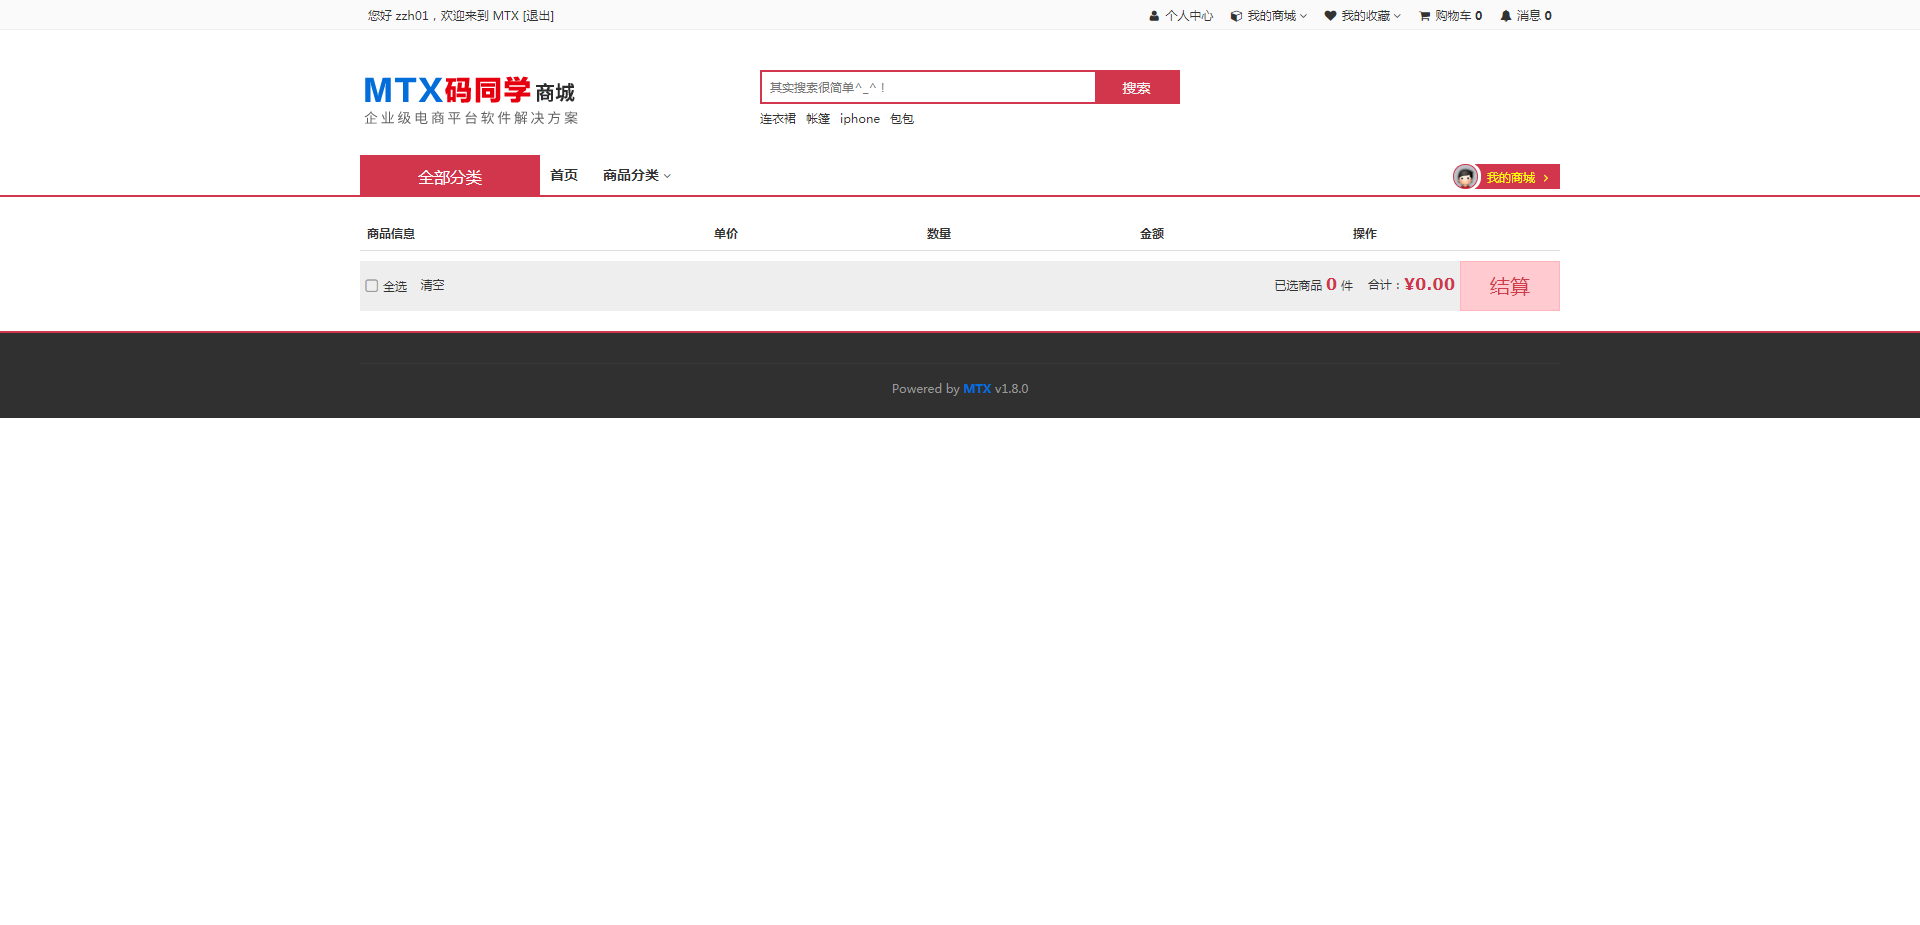 您好 zzh01，欢迎来到 MTX [退出]
个人中心 我的商城 我的收藏 购物车 0 消息 0
MTX码同学商城
企业级电商平台软件解决方案
其实搜索很简单^_^ ！
搜索
连衣裙 帐篷 iphone 包包
全部分类 首页 商品分类 我的商城
商品信息 单价 数量 金额 操作
全选 清空 已选商品 0 件 合计：¥0.00 结算
Powered by MTX v1.8.0